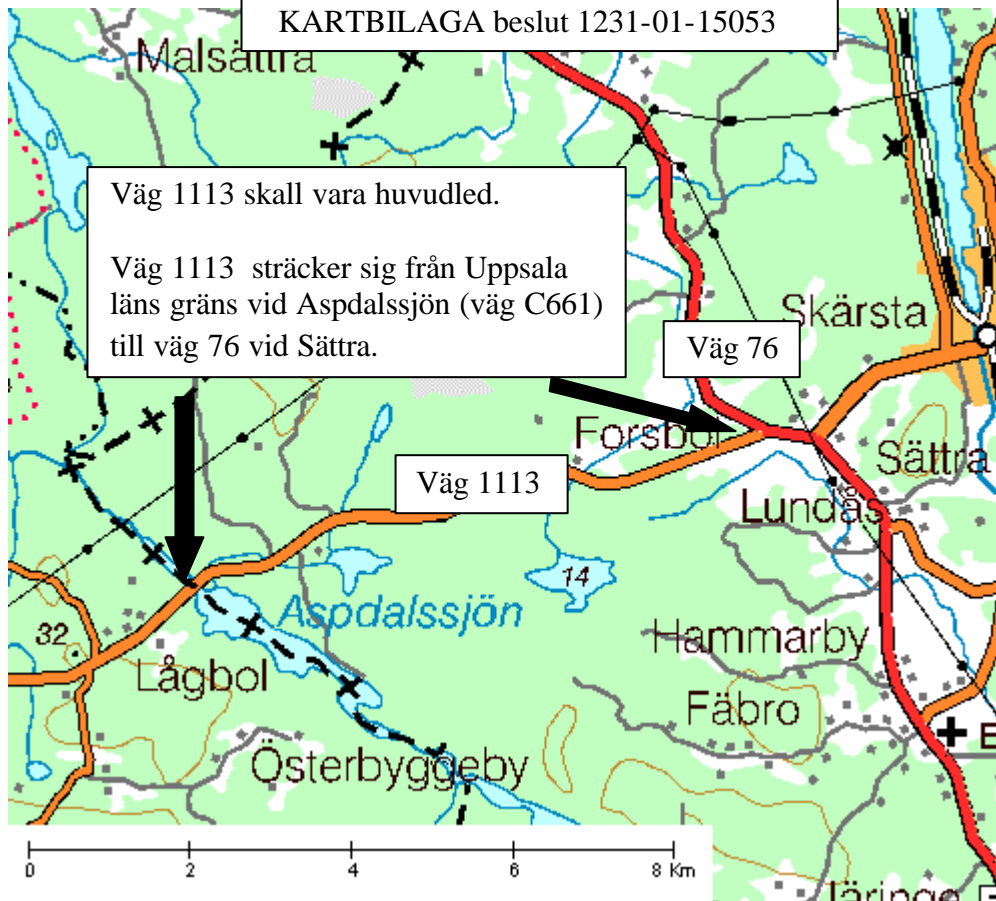 KARTBILAGA beslut 1231-01-15053
Malsättra
Väg 1113 skall vara huvudled.
Väg 1113 sträcker sig från Uppsala
läns gräns vid Aspdalssjön (väg C661)
till väg 76 vid Sättra.
Skärsta
Väg 76
Forsbol
Sättra
Väg 1113
Lundås
14
Aspdalssjön
32
Hammarby
Lågbol
Fäbro
Österbyggeby
0 2 4 6 8 Km